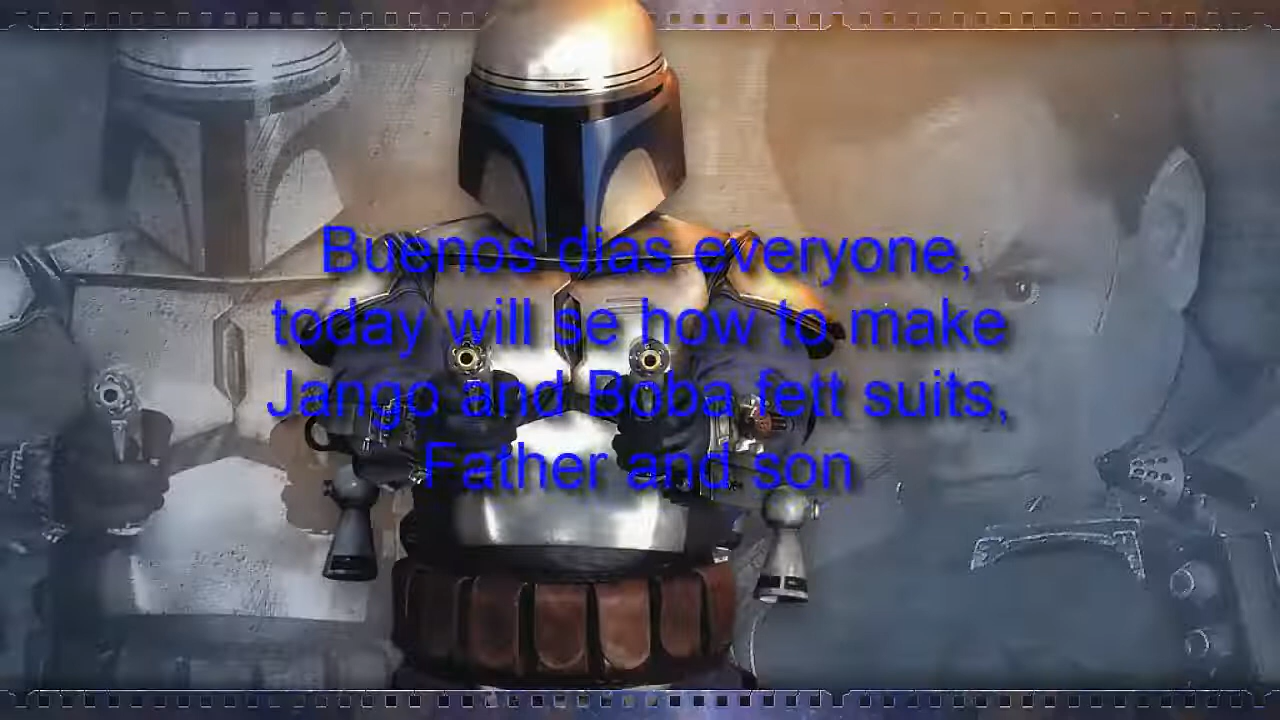 Buenos dias everyone,
today will se how to make
Jango and Boba fett suits,
Father and son